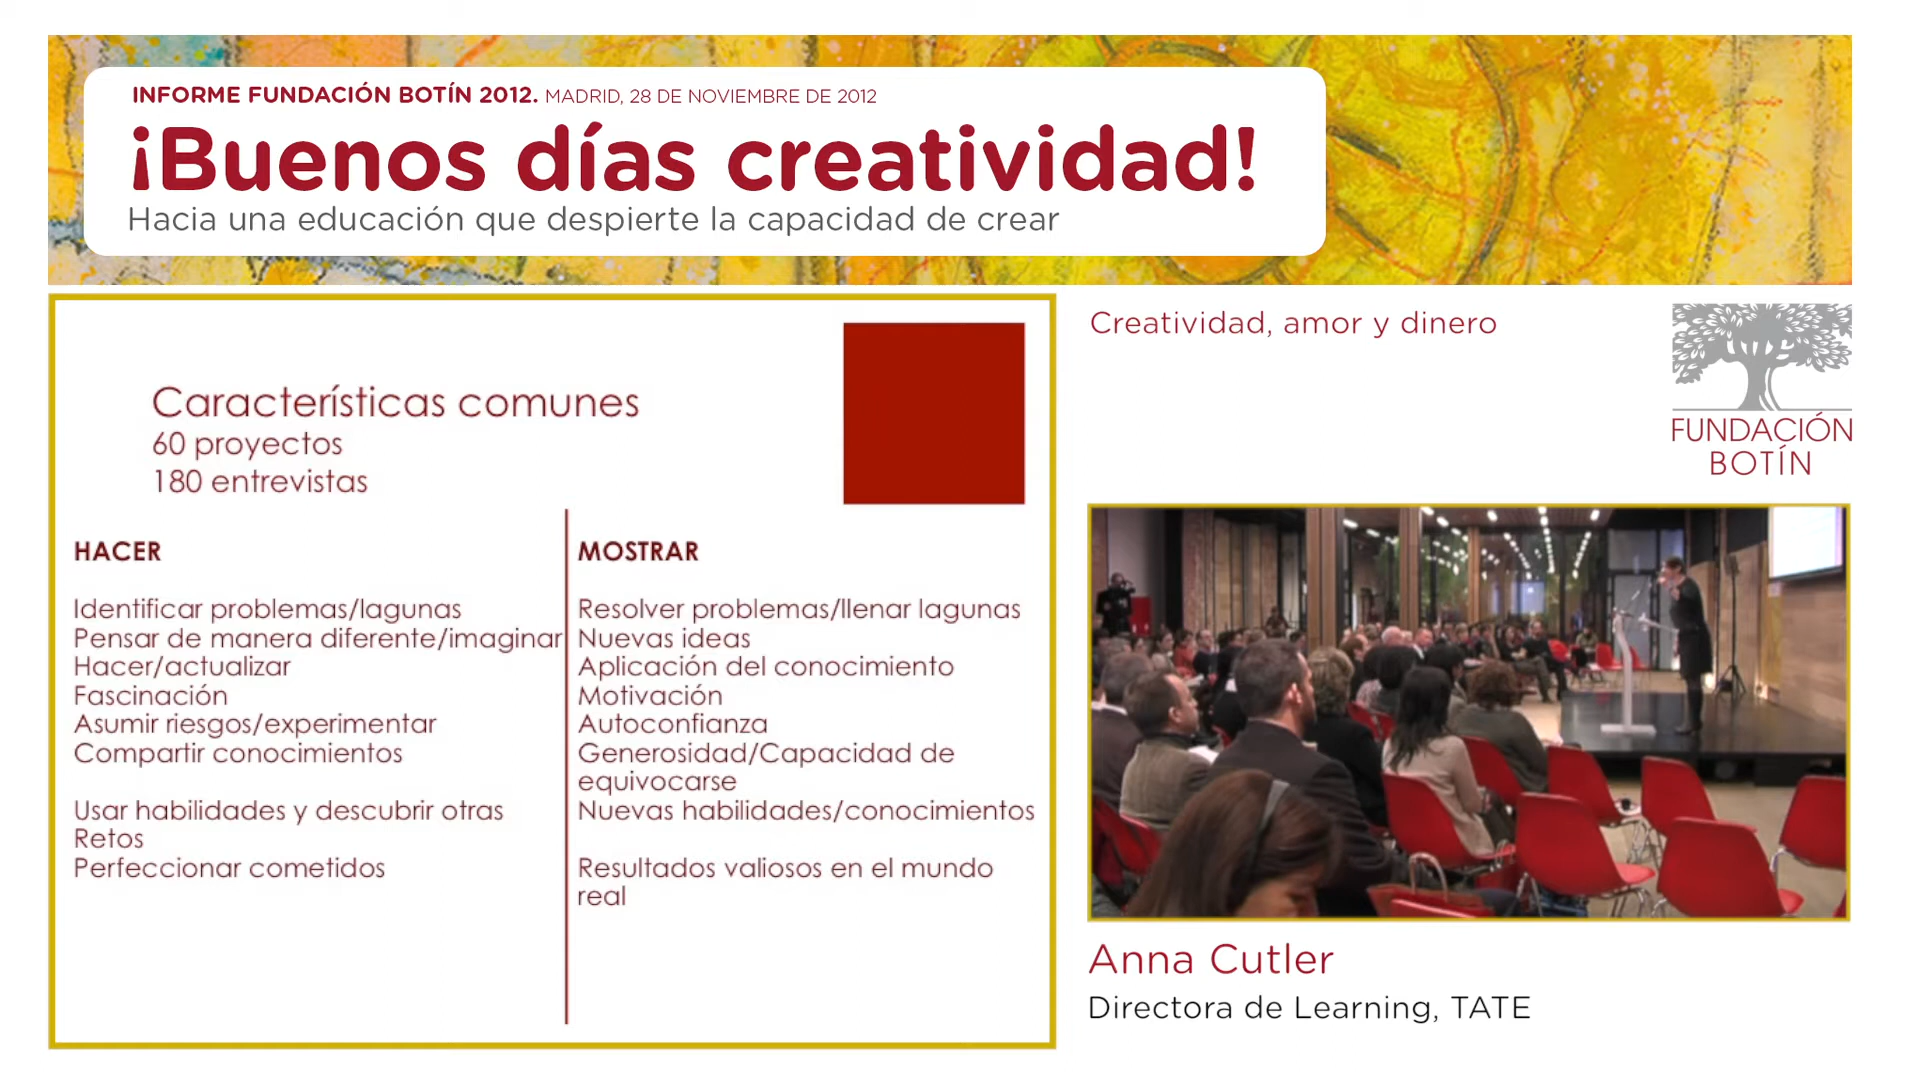 INFORME FUNDACIÓN BOTÍN 2012. MADRID, 28 DE NOVIEMBRE DE 2012
¡Buenos días creatividad!
Hacia una educación que despierte la capacidad de crear
Características comunes
60 proyectos
180 entrevistas
HACER
Identificar problemas/lagunas
Pensar de manera diferente/imaginar
Hacer/actualizar
Fascinación
Asumir riesgos/experimentar
Compartir conocimientos
Usar habilidades y descubrir otras
Retos
Perfeccionar cometidos
MOSTRAR
Resolver problemas/llenar lagunas
Nuevas ideas
Aplicación del conocimiento
Motivación
Autoconfianza
Generosidad/Capacidad de
equivocarse
Nuevas habilidades/conocimientos
Resultados valiosos en el mundo
real
Creatividad, amor y dinero
FUNDACIÓN
BOTÍN
Anna Cutler
Directora de Learning, TATE